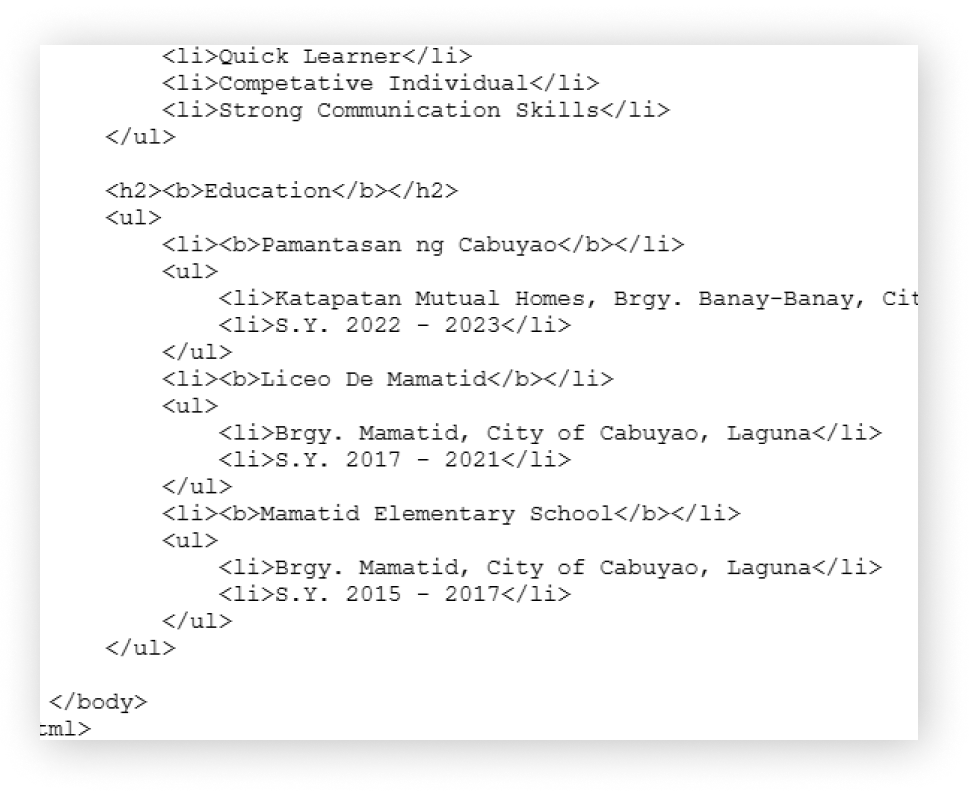 <li>Quick Learner</li>
<li>Competative Individual</li>
<li>Strong Communication Skills</li>
</ul>
<h2><b>Education</b></h2>
<ul>
<li><b>Pamantasan ng Cabuyao</b></li>
<ul>
<li>Katapatan Mutual Homes, Brgy. Banay-Banay, Cit
<li>S.Y. 2022 - 2023</li>
</ul>
<li><b>Liceo De Mamatid</b></li>
<ul>
<li>Brgy. Mamatid, City of Cabuyao, Laguna</li>
<li>S.Y. 2017 - 2021</li>
</ul>
<li><b>Mamatid Elementary School</b></li>
<ul>
<li>Brgy. Mamatid, City of Cabuyao, Laguna</li>
<li>S.Y. 2015 - 2017</li>
</ul>
</ul>
</body>
tml>